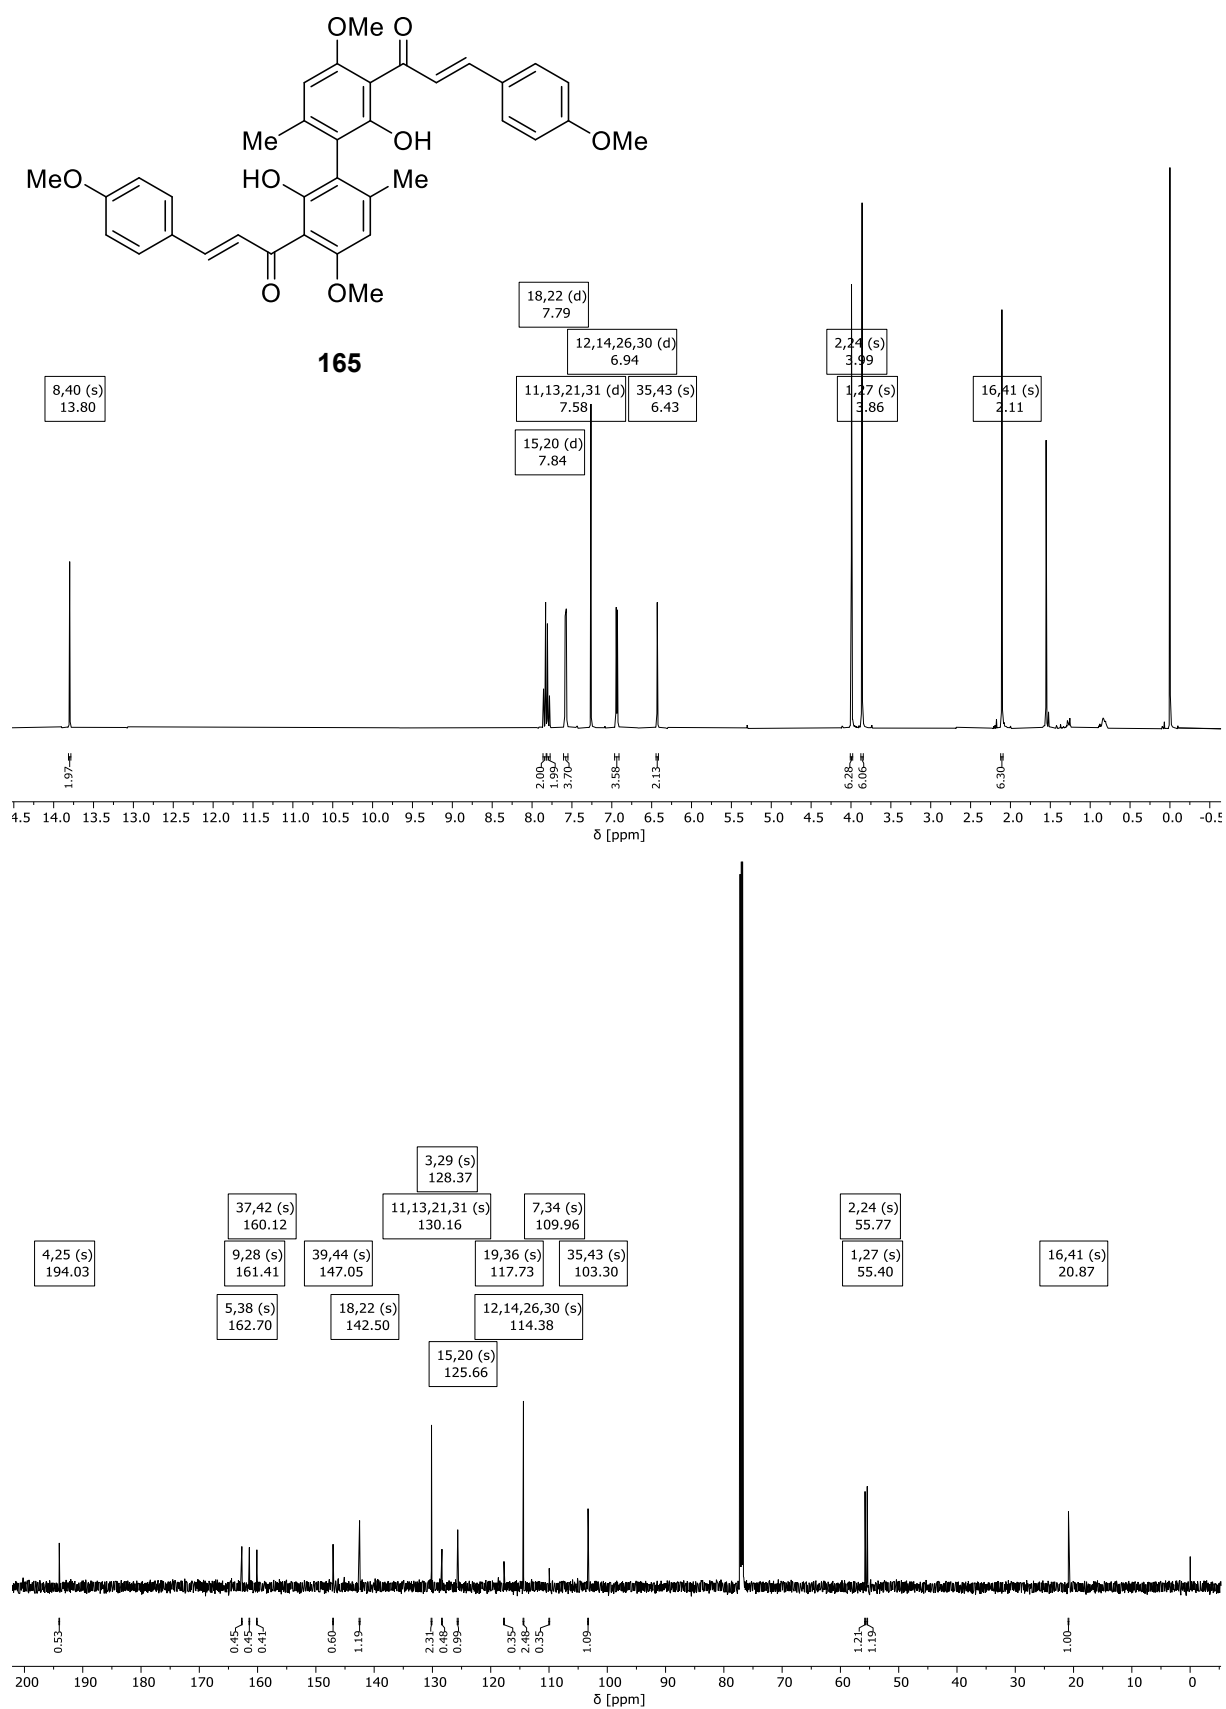 OMe O
Me OH OMe
MeO HO Me
O OMe
165
18,22 (d)
7.79
12,14,26,30 (d)
6.94
2,24 (s)
3.99
8,40 (s)
13.80
11,13,21,31 (d)
7.58
35,43 (s)
6.43
1,27 (s)
3.86
16,41 (s)
2.11
15,20 (d)
7.84
1.97 2.00 1.99 3.70 3.58 2.13 6.28 6.06 6.30
4.5 14.0 13.5 12.5 12.0 11.5 11.0 10.5 10.0 9.5 9.0 8.5 8.0 7.5 7.0 6.5 6.0 5.5 5.0 4.5 4.0 3.5 3.0 2.5 2.0 1.5 1.0 0.5 0.0 -0.5
δ [ppm]
3,29 (s)
128.37
37,42 (s)
160.12
11,13,21,31 (s)
130.16
7,34 (s)
109.96
2,24 (s)
55.77
4,25 (s)
194.03
9,28 (s)
161.41
39,44 (s)
147.05
19,36 (s)
117.73
35,43 (s)
103.30
1,27 (s)
55.40
16,41 (s)
20.87
5,38 (s)
162.70
18,22 (s)
142.50
12,14,26,30 (s)
114.38
15,20 (s)
125.66
0.53 0.45 0.45 0.41 0.60 1.19 2.31 0.48 0.99 0.35 2.48 0.35 1.09 1.21 1.19 1.00
200 190 180 170 160 150 140 130 120 110 100 90 80 70 60 50 40 30 20 10 0
δ [ppm]